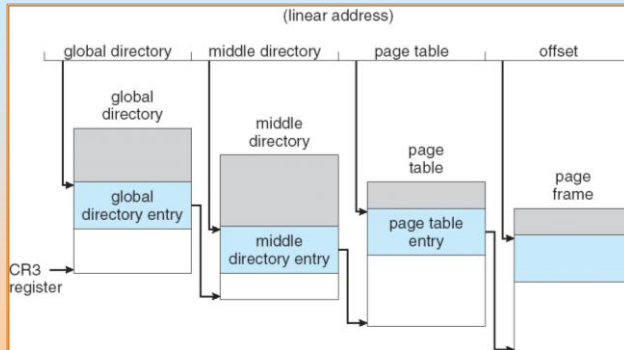 (linear address)
global directory
middle directory
page table
offset
global
directory
middle
directory
page
table
page
frame
global
directory entry
middle
directory entry
page table
entry
CR3
register